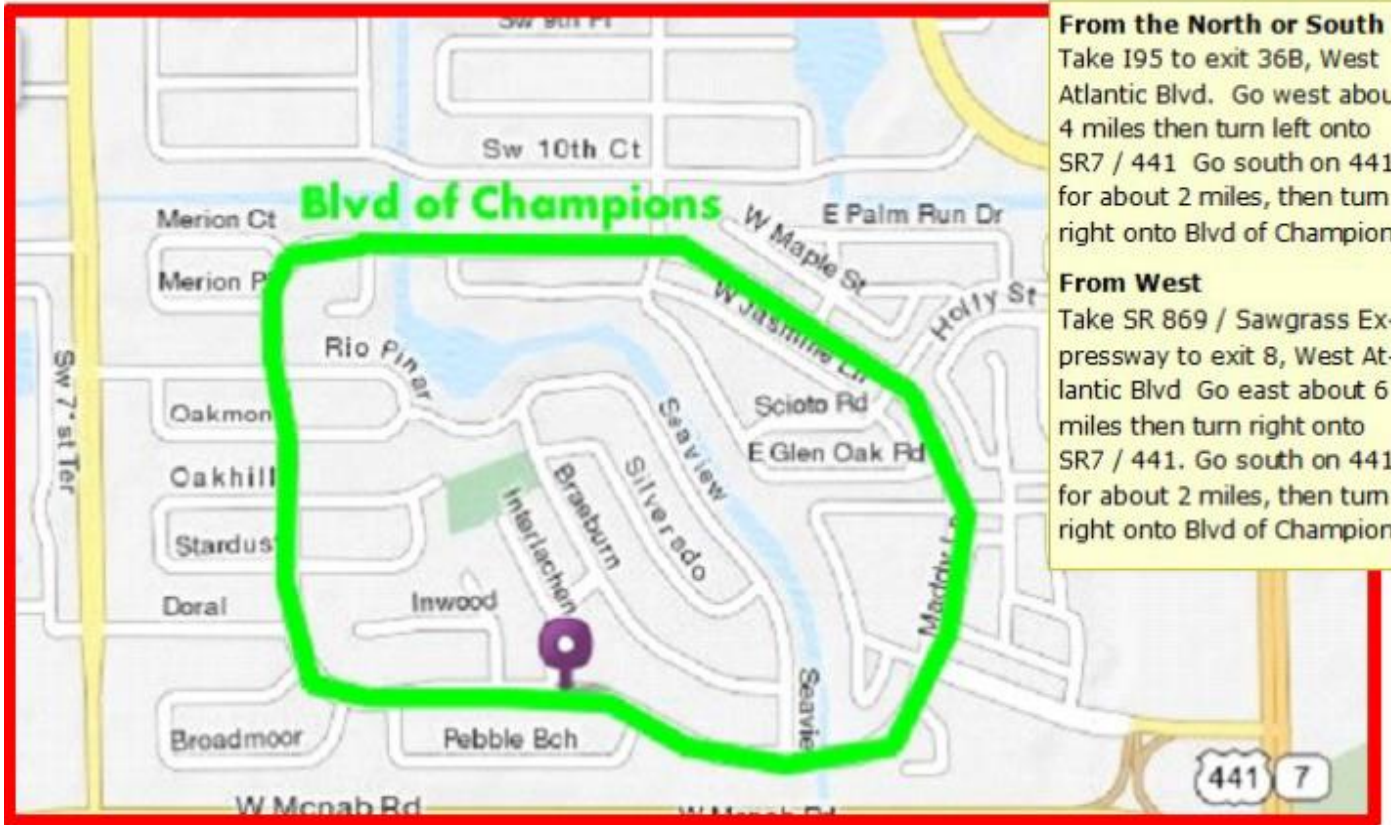 From the North or South
Take I95 to exit 36B, West
Atlantic Blvd. Go west abou
4 miles then turn left onto
SR7 / 441 Go south on 441
for about 2 miles, then turn
right onto Blvd of Champion
From West
Take SR 869 / Sawgrass Ex-
pressway to exit 8, West At-
lantic Blvd Go east about 6
miles then turn right onto
SR7 / 441. Go south on 441
for about 2 miles, then turn
right onto Blvd of Champion
Sw 9th Pl
Sw 10th Ct
Blvd of Champions
Merion Ct
E Palm Run Dr
W Maple St
Merion P
W Jasmine Ln
Holly St
Rio Pinar
Sw 7*st Ter
Oakmon
Scioto Rd
Seaview
E Glen Oak Rd
Oakhill
Braeburn
Silverado
Interlachen
Stardus
Maddy L
Doral
Inwood
Seavie
Broadmoor
Pebble Bch
441
7
W Mcnab Rd
W Mcnab Rd